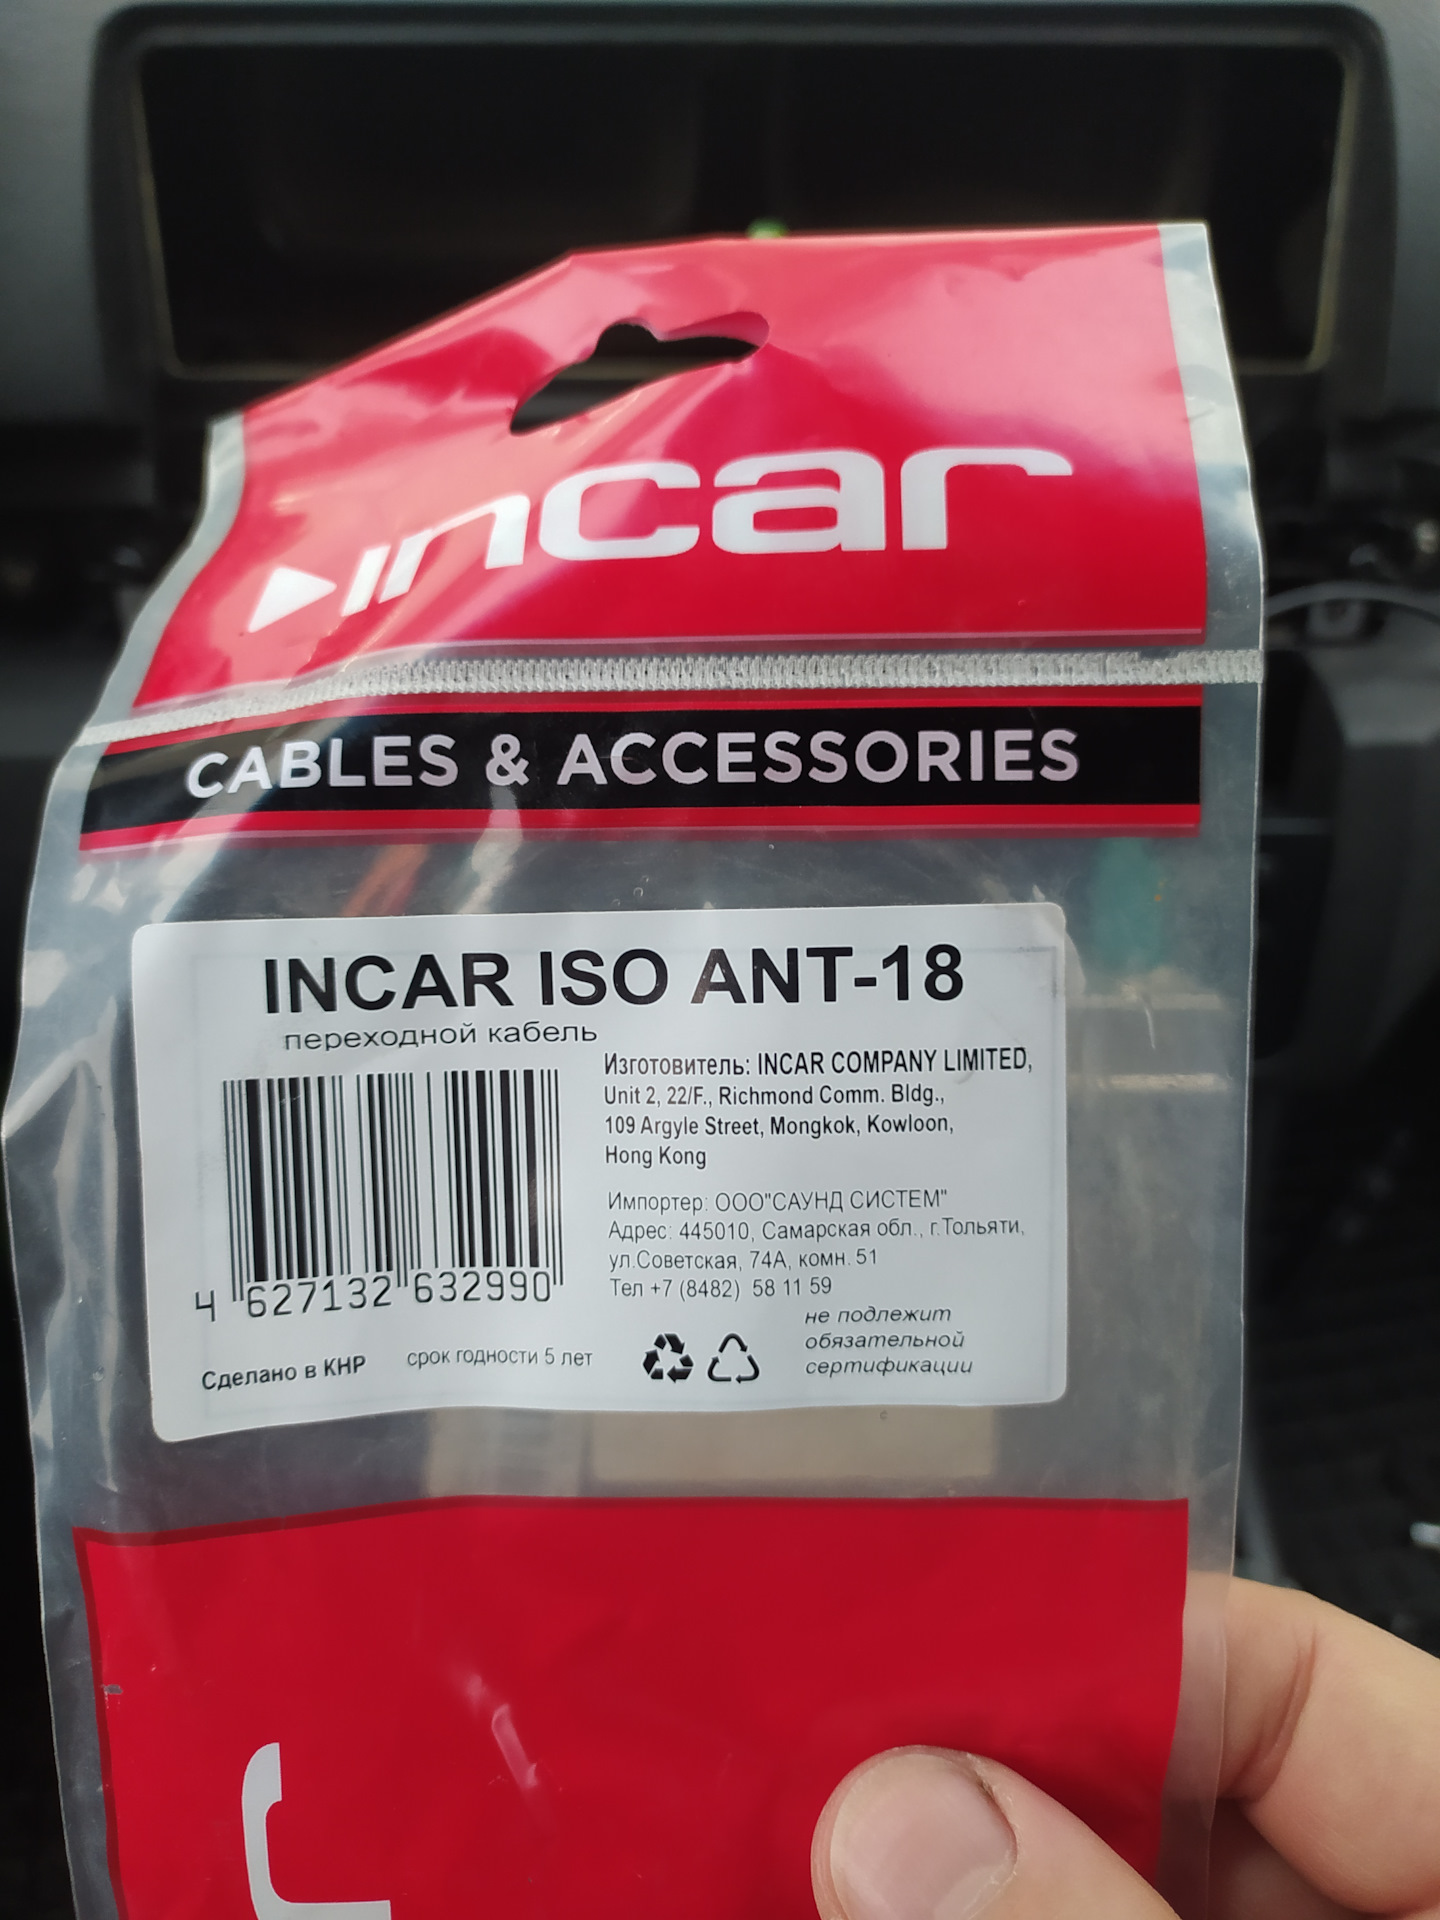 incar
CABLES & ACCESSORIES
INCAR ISO ANT-18
переходной кабель
Изготовитель: INCAR COMPANY LIMITED,
Unit 2, 22/F., Richmond Comm. Bldg.,
109 Argyle Street, Mongkok, Kowloon,
Hong Kong
Импортер: ООО"САУНД СИСТЕМ"
Адрес: 445010, Самарская обл., г.Тольяти,
ул.Советская, 74А, комн. 51
Тел +7 (8482) 58 11 59
4 627132 632990
не подлежит
обязательной
сертификации
Сделано в КНР
срок годности 5 лет